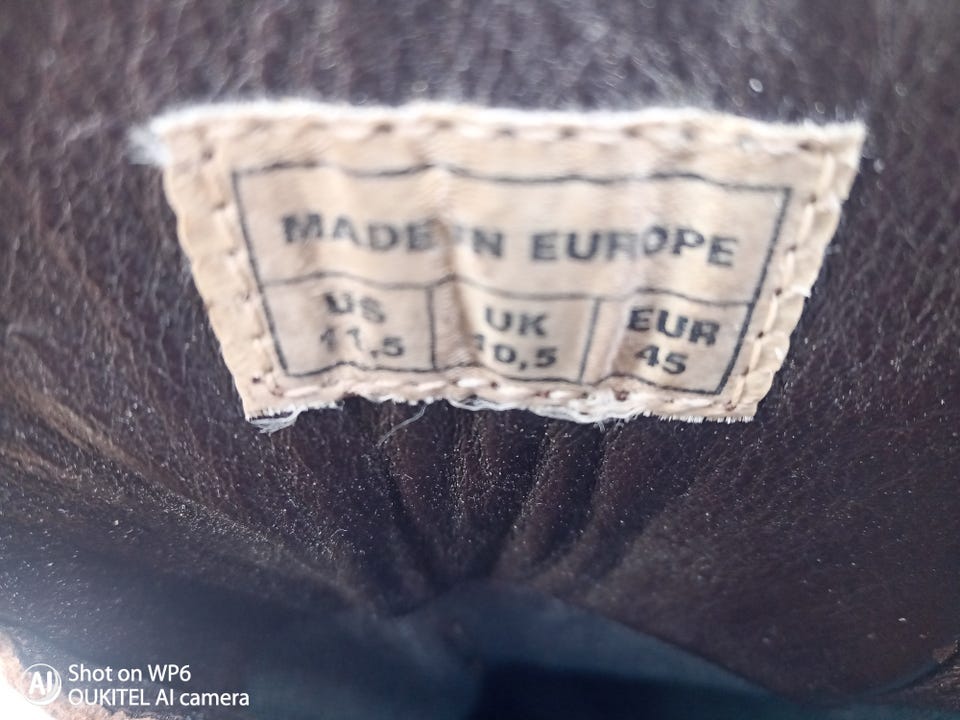 MADE IN EUROPE
US UK EUR
11,5 10,5 45
Shot on WP6
OUKITEL AI camera